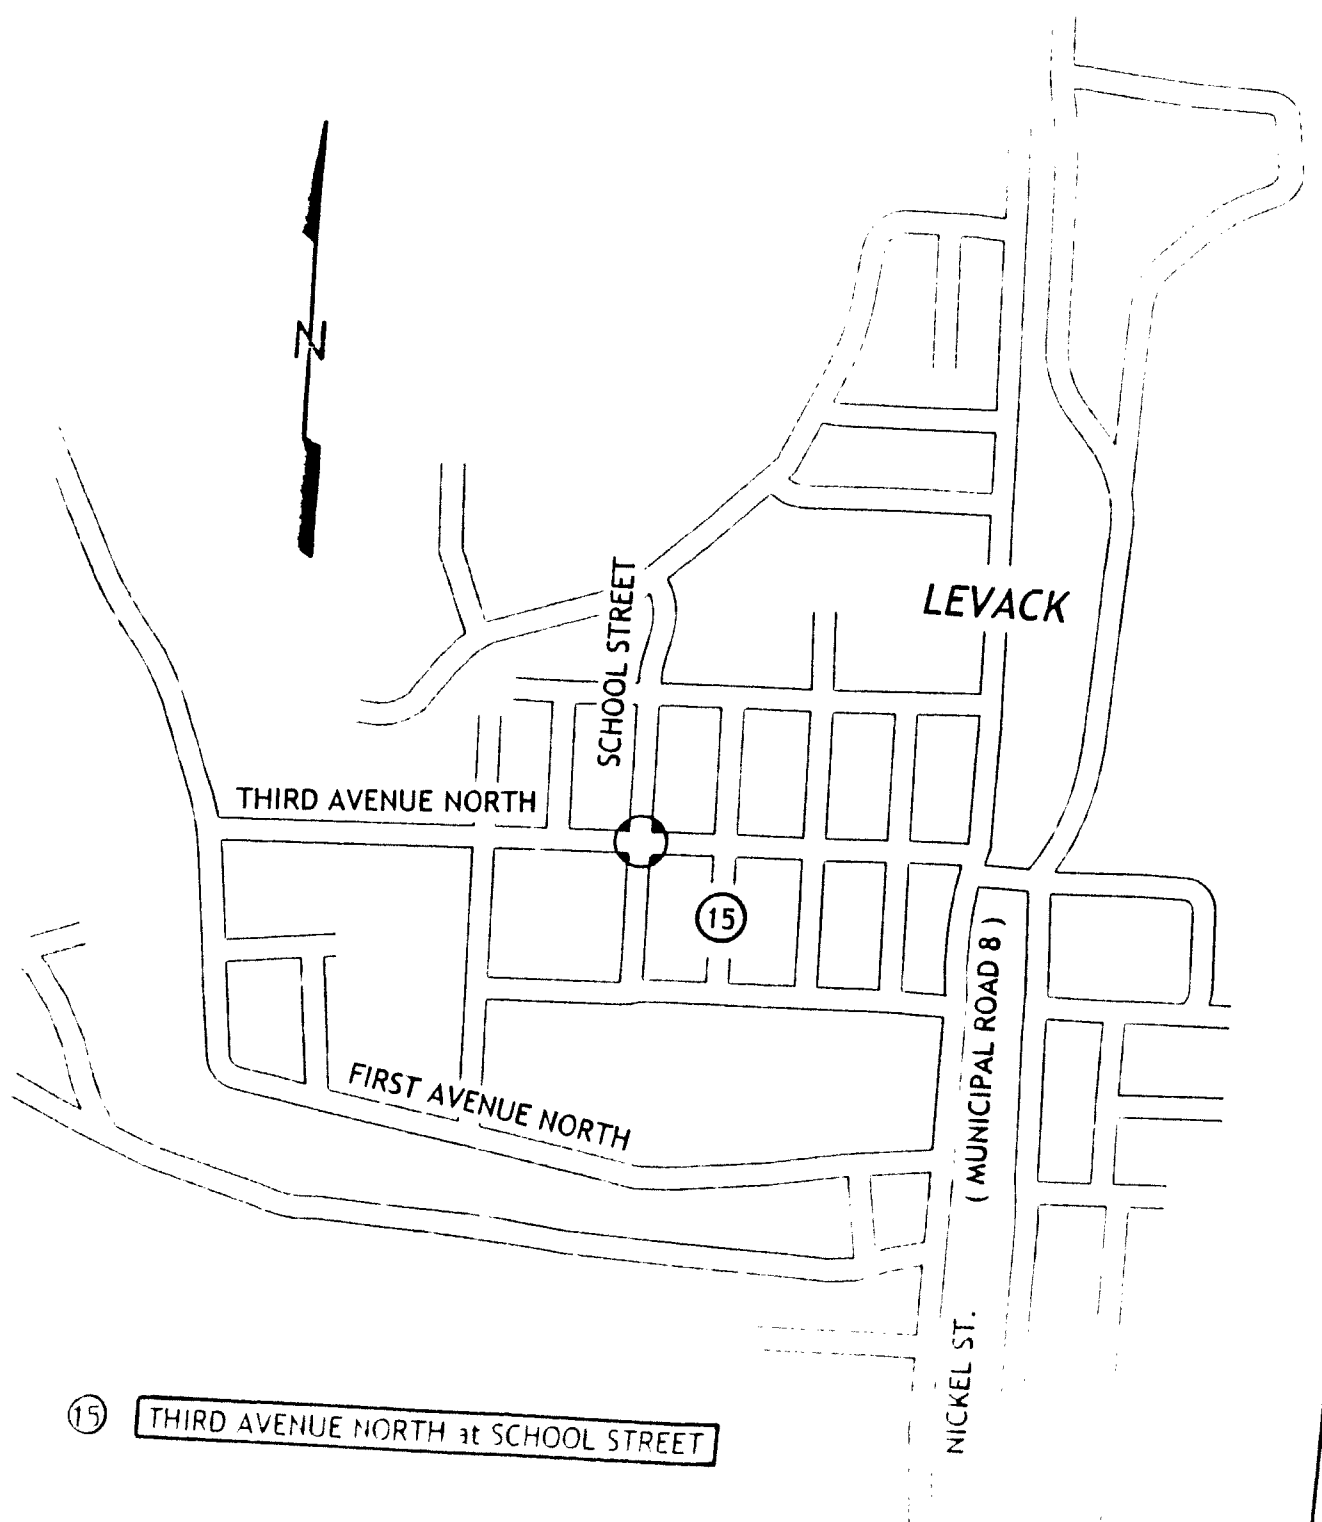 N
LEVACK
SCHOOL STREET
THIRD AVENUE NORTH
15
( MUNICIPAL ROAD 8 )
FIRST AVENUE NORTH
NICKEL ST.
15 THIRD AVENUE NORTH at SCHOOL STREET